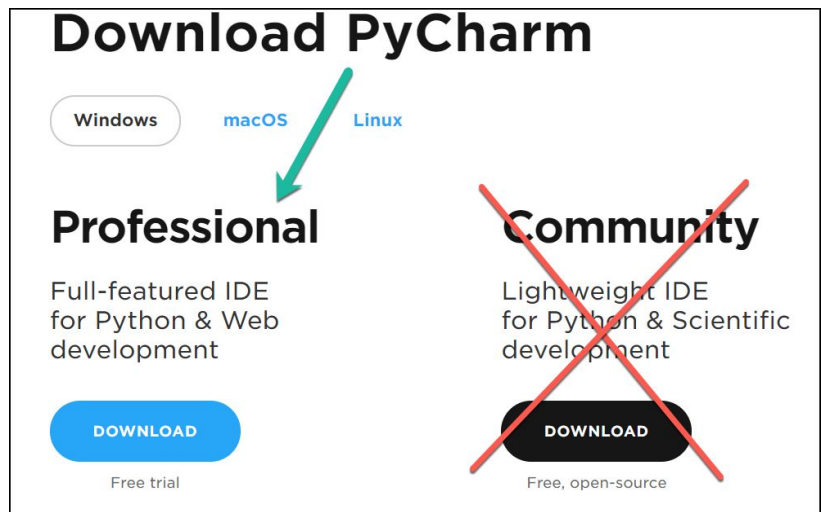 Download PyCharm
Windows
macOS
Linux
Professional
Full-featured IDE
for Python & Web
development
DOWNLOAD
Free trial
Community
Lightweight IDE
for Python & Scientific
development
DOWNLOAD
Free, open-source